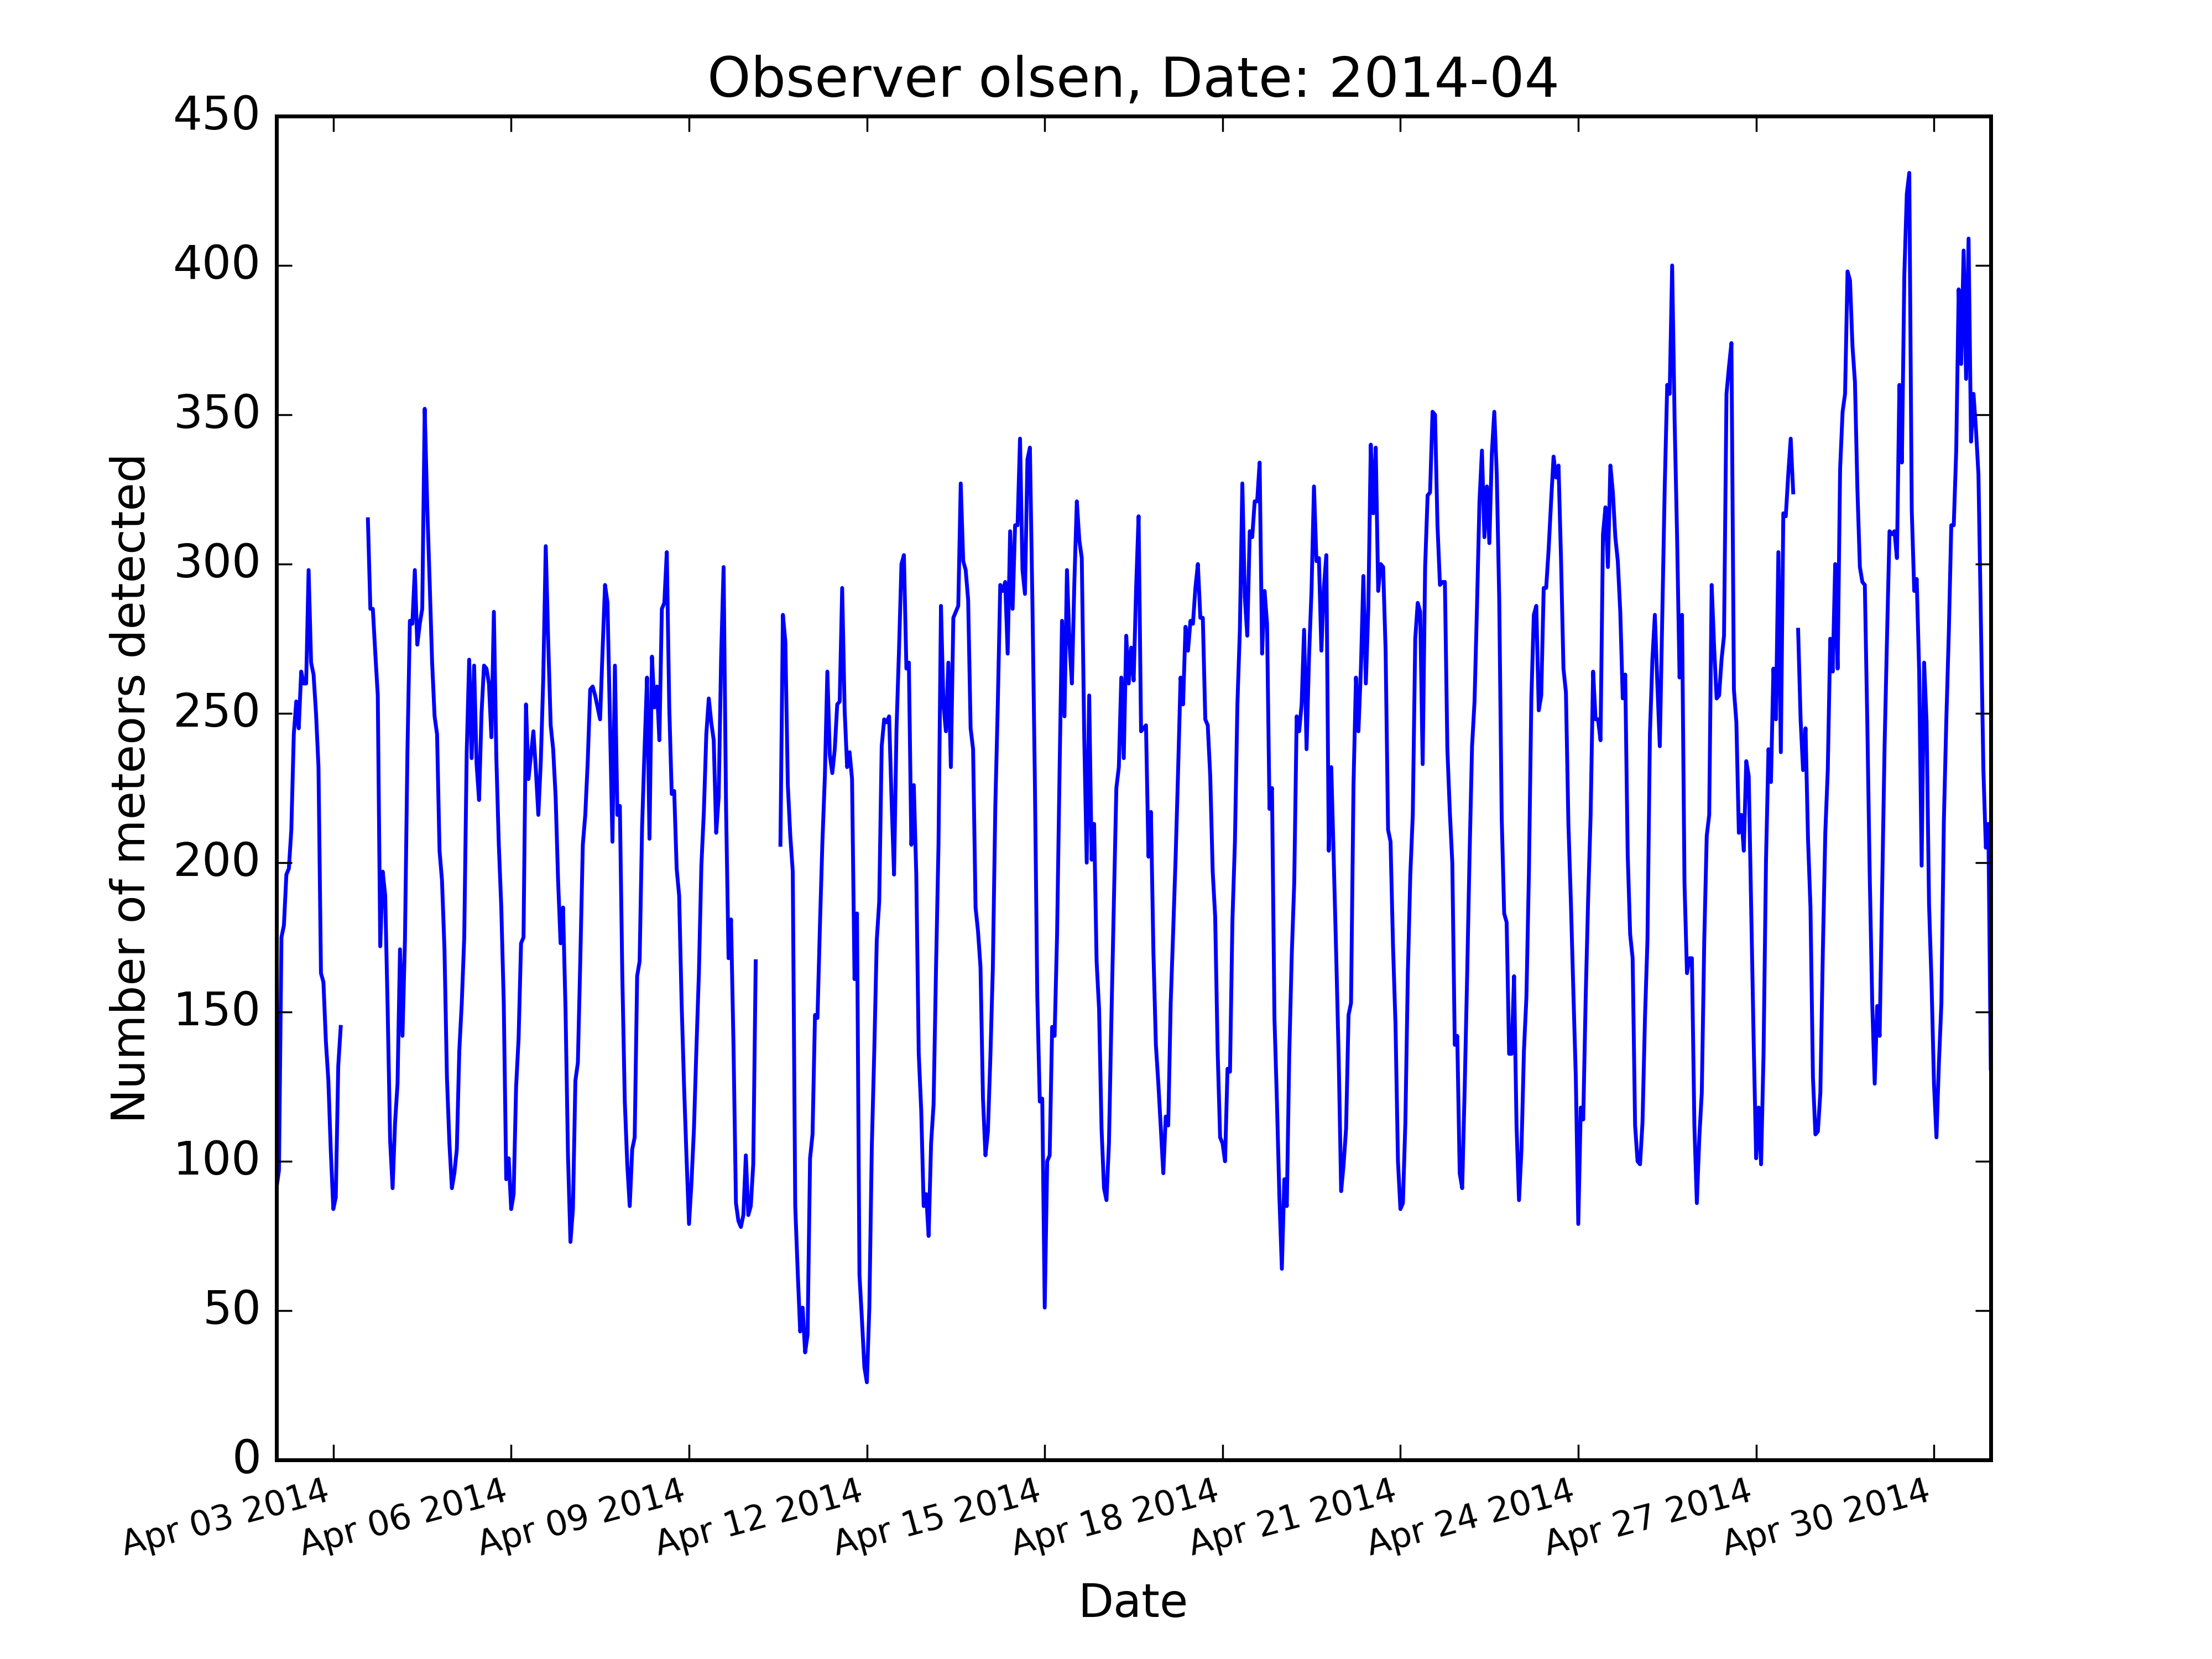 Observer olsen, Date: 2014-04
Number of meteors detected
450
400
350
300
250
200
150
100
50
0
Apr 03 2014
Apr 06 2014
Apr 09 2014
Apr 12 2014
Apr 15 2014
Apr 18 2014
Apr 21 2014
Apr 24 2014
Apr 27 2014
Apr 30 2014
Date